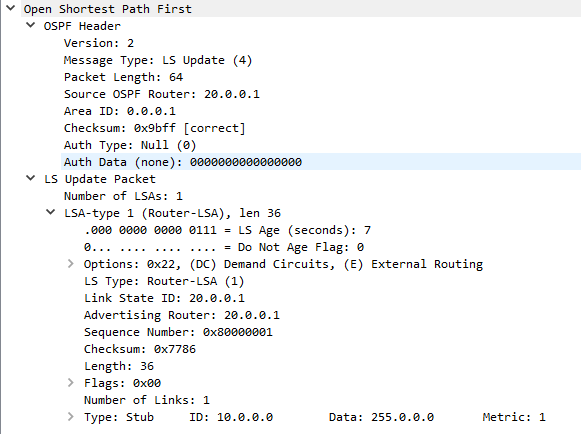 Open Shortest Path First
OSPF Header
Version: 2
Message Type: LS Update (4)
Packet Length: 64
Source OSPF Router: 20.0.0.1
Area ID: 0.0.0.1
Checksum: 0x9bff [correct]
Auth Type: Null (0)
Auth Data (none): 0000000000000000
LS Update Packet
Number of LSAs: 1
LSA-type 1 (Router-LSA), len 36
.000 0000 0000 0111 = LS Age (seconds): 7
0... .... .... .... = Do Not Age Flag: 0
Options: 0x22, (DC) Demand Circuits, (E) External Routing
LS Type: Router-LSA (1)
Link State ID: 20.0.0.1
Advertising Router: 20.0.0.1
Sequence Number: 0x80000001
Checksum: 0x7786
Length: 36
Flags: 0x00
Number of Links: 1
Type: Stub     ID: 10.0.0.0        Data: 255.0.0.0       Metric: 1